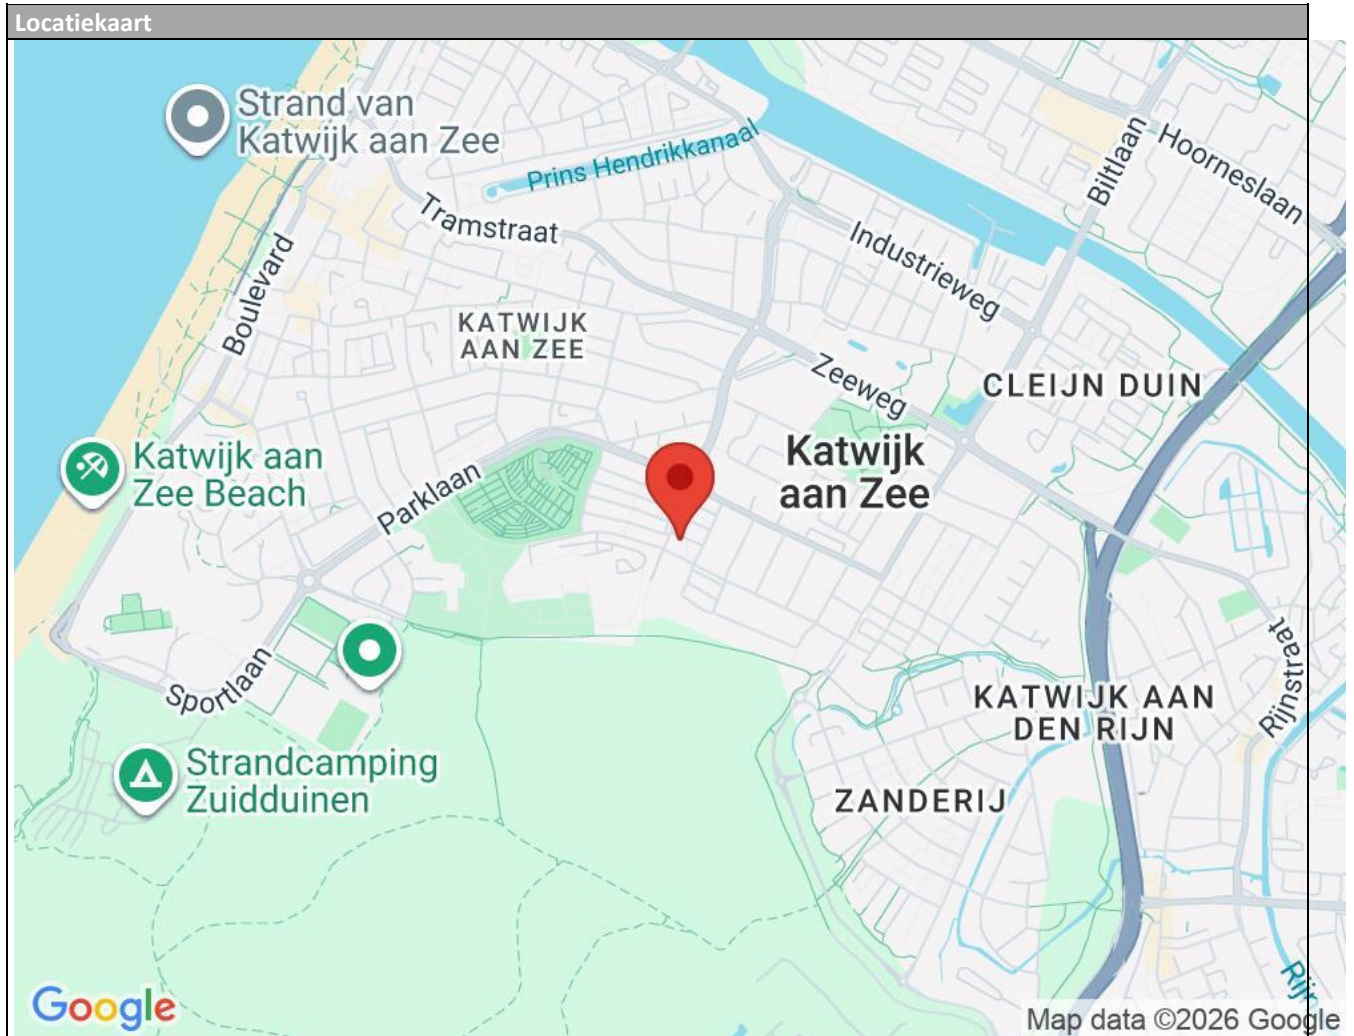 Locatiekaart
Strand van
Katwijk aan Zee
Prins Hendrikkanaal
Biltlaan
Hoorneslaan
Tramstraat
Industrieweg
Boulevard
KATWIJK
AAN ZEE
Zeeweg
CLEIJN DUIN
Katwijk
aan Zee
Katwijk aan
Zee Beach
Parklaan
Rijnstraat
Sportlaan
KATWIJK AAN
DEN RIJN
Strandcamping
Zuidduinen
ZANDERIJ
Google
Map data ©2026 Google